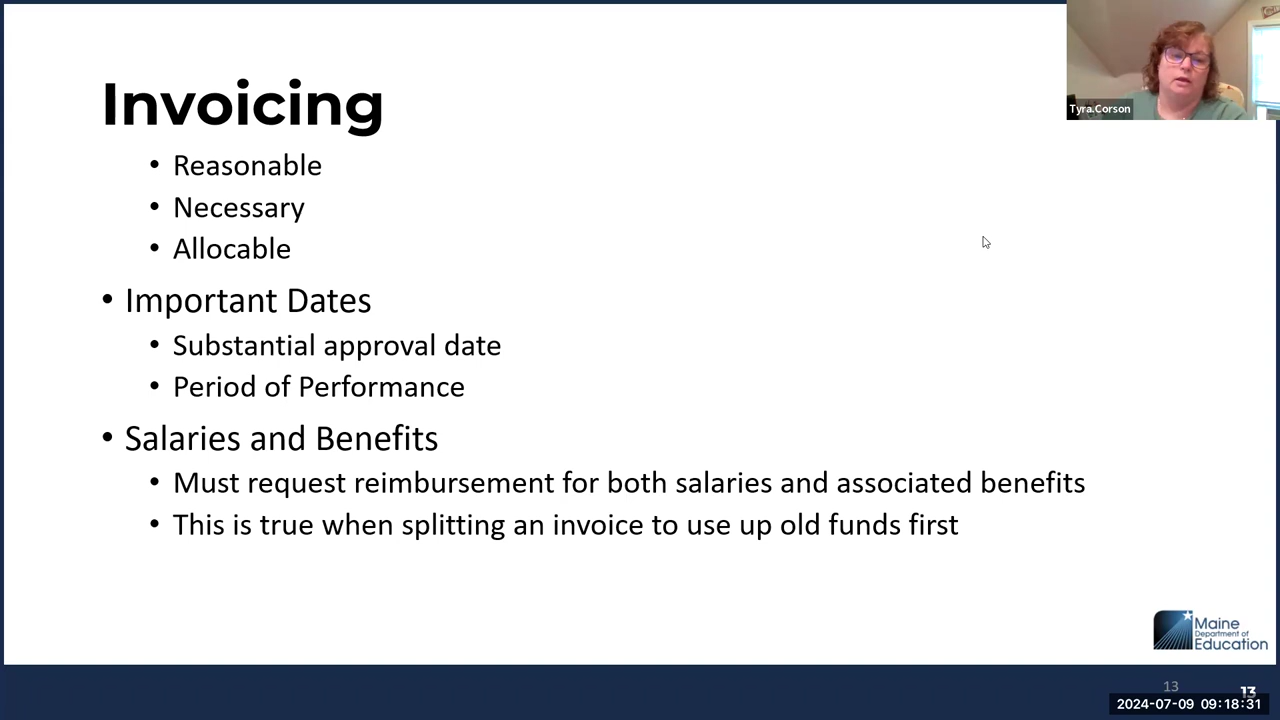 Tyra.Corson
Invoicing
• Reasonable
• Necessary
• Allocable
• Important Dates
• Substantial approval date
• Period of Performance
• Salaries and Benefits
• Must request reimbursement for both salaries and associated benefits
• This is true when splitting an invoice to use up old funds first
Maine
Department of
Education
13
13
2024-07-09 09:18:31